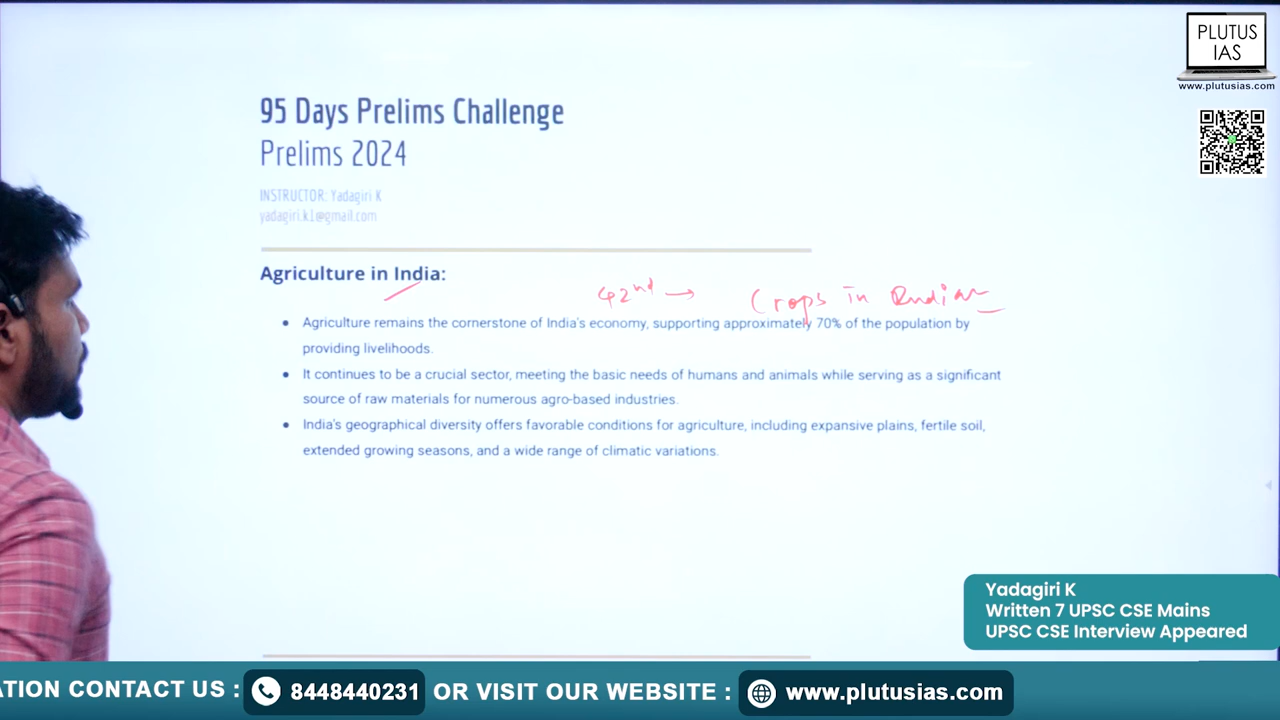 PLUTUS
IAS
www.plutusias.com
95 Days Prelims Challenge
Prelims 2024
INSTRUCTOR: Yadagiri K
yadagiri.k1@gmail.com
Agriculture in India:
42nd → Crops in India
• Agriculture remains the cornerstone of India's economy, supporting approximately 70% of the population by
providing livelihoods.
• It continues to be a crucial sector, meeting the basic needs of humans and animals while serving as a significant
source of raw materials for numerous agro-based industries.
• India's geographical diversity offers favorable conditions for agriculture, including expansive plains, fertile soil,
extended growing seasons, and a wide range of climatic variations.
Yadagiri K
Written 7 UPSC CSE Mains
UPSC CSE Interview Appeared
ATION CONTACT US : 8448440231 OR VISIT OUR WEBSITE : www.plutusias.com